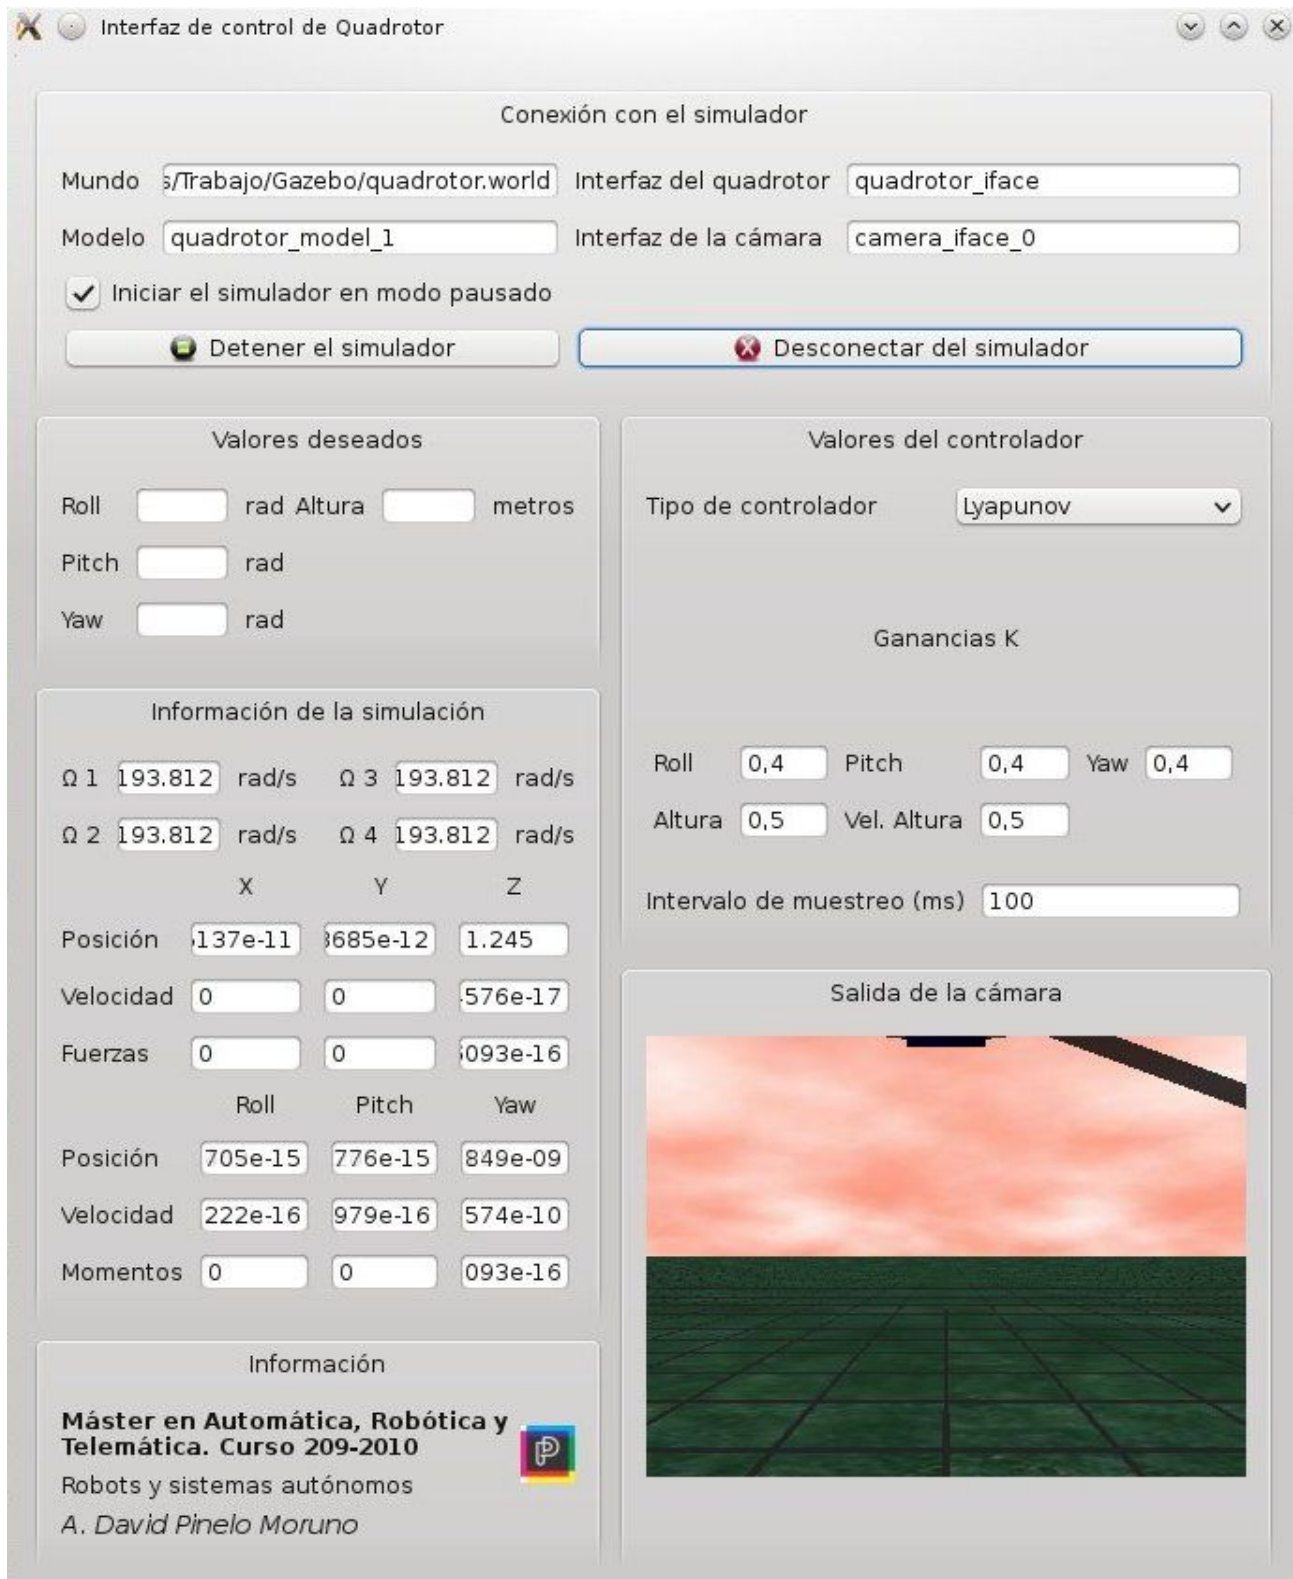 Interfaz de control de Quadrotor
Conexión con el simulador
Mundo s/Trabajo/Gazebo/quadrotor.world Interfaz del quadrotor quadrotor_iface
Modelo quadrotor_model_1 Interfaz de la cámara camera_iface_0
Iniciar el simulador en modo pausado
Detener el simulador Desconectar del simulador
Valores deseados
Roll rad Altura metros
Pitch rad
Yaw rad
Valores del controlador
Tipo de controlador Lyapunov
Ganancias K
Roll 0,4 Pitch 0,4 Yaw 0,4
Altura 0,5 Vel. Altura 0,5
Intervalo de muestreo (ms) 100
Información de la simulación
Ω 1 193.812 rad/s Ω 3 193.812 rad/s
Ω 2 193.812 rad/s Ω 4 193.812 rad/s
X Y Z
Posición 137e-11 3685e-12 1.245
Velocidad 0 0 576e-17
Fuerzas 0 0 093e-16
Roll Pitch Yaw
Posición 705e-15 776e-15 849e-09
Velocidad 222e-16 979e-16 574e-10
Momentos 0 0 093e-16
Salida de la cámara
Información
Máster en Automática, Robótica y
Telemática. Curso 209-2010
Robots y sistemas autónomos
A. David Pinelo Moruno